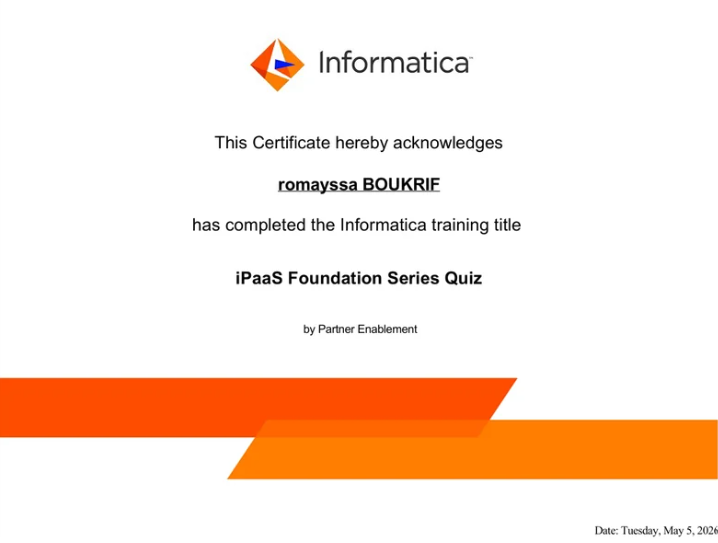 Informatica™
This Certificate hereby acknowledges
romayssa BOUKRIF
has completed the Informatica training title
iPaaS Foundation Series Quiz
by Partner Enablement
Date: Tuesday, May 5, 2026